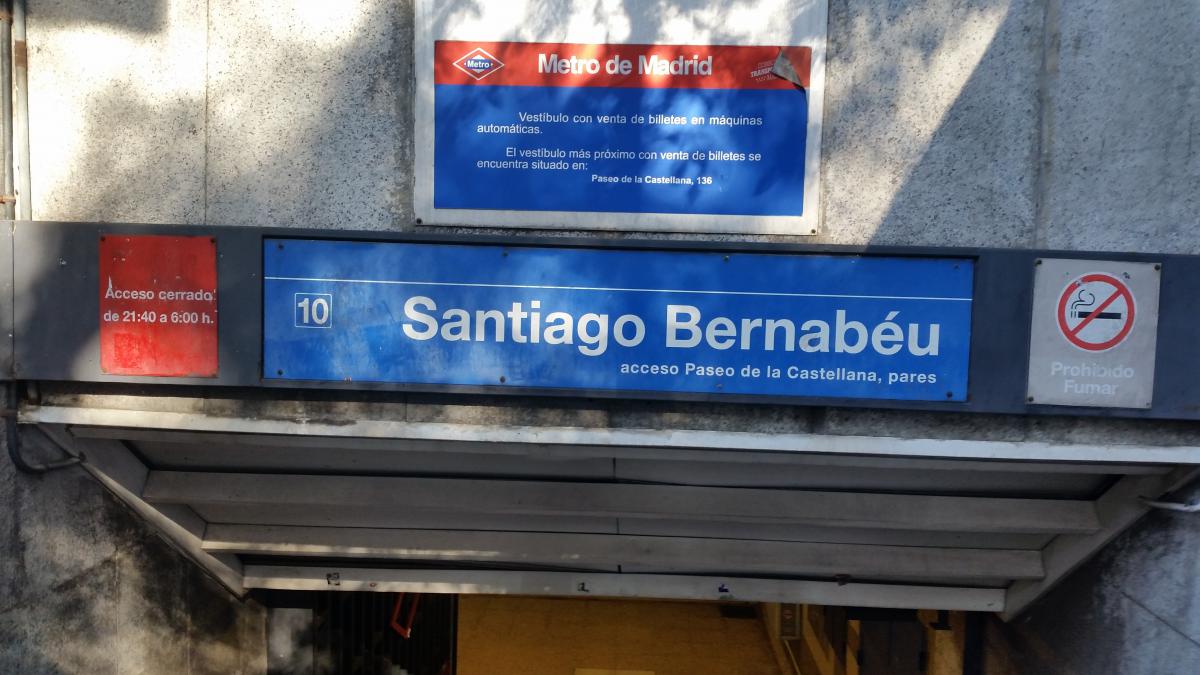 Metro
Metro de Madrid
TRANSP
Vestíbulo con venta de billetes en máquinas
automáticas.
El vestíbulo más próximo con venta de billetes se
encuentra situado en:
Paseo de la Castellana, 136
Acceso cerrado
de 21:40 a 6:00 h.
10
Santiago Bernabéu
acceso Paseo de la Castellana, pares
Prohibido
Fumar